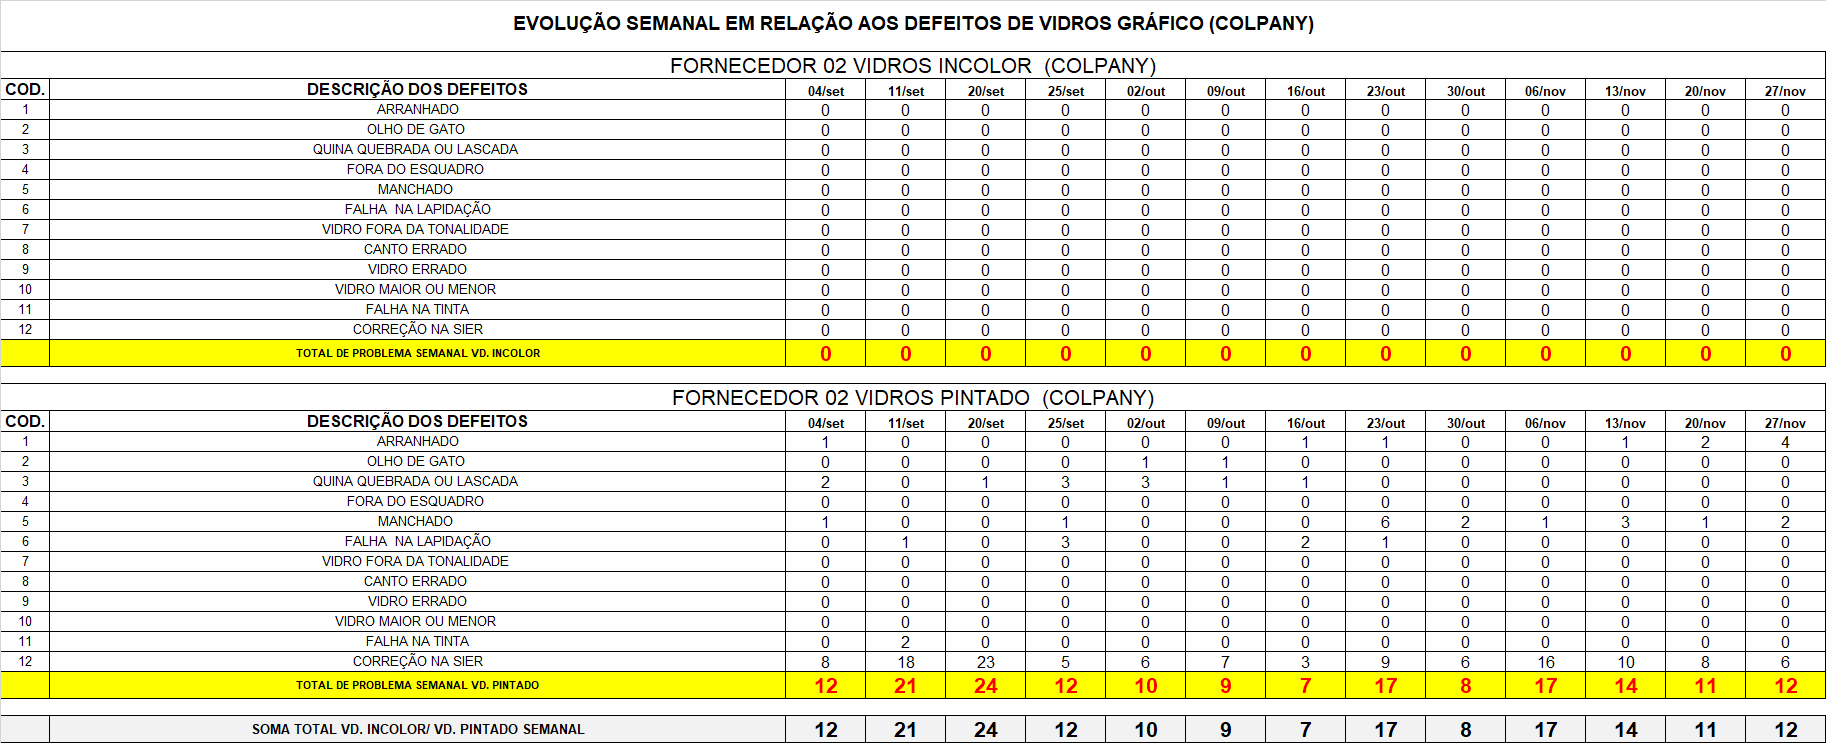 EVOLUÇÃO SEMANAL EM RELAÇÃO AOS DEFEITOS DE VIDROS GRÁFICO (COLPANY)
FORNECEDOR 02 VIDROS INCOLOR (COLPANY)
COD. DESCRIÇÃO DOS DEFEITOS 04/set 11/set 20/set 25/set 02/out 09/out 16/out 23/out 30/out 06/nov 13/nov 20/nov 27/nov
1 ARRANHADO 0 0 0 0 0 0 0 0 0 0 0 0 0
2 OLHO DE GATO 0 0 0 0 0 0 0 0 0 0 0 0 0
3 QUINA QUEBRADA OU LASCADA 0 0 0 0 0 0 0 0 0 0 0 0 0
4 FORA DO ESQUADRO 0 0 0 0 0 0 0 0 0 0 0 0 0
5 MANCHADO 0 0 0 0 0 0 0 0 0 0 0 0 0
6 FALHA NA LAPIDAÇÃO 0 0 0 0 0 0 0 0 0 0 0 0 0
7 VIDRO FORA DA TONALIDADE 0 0 0 0 0 0 0 0 0 0 0 0 0
8 CANTO ERRADO 0 0 0 0 0 0 0 0 0 0 0 0 0
9 VIDRO ERRADO 0 0 0 0 0 0 0 0 0 0 0 0 0
10 VIDRO MAIOR OU MENOR 0 0 0 0 0 0 0 0 0 0 0 0 0
11 FALHA NA TINTA 0 0 0 0 0 0 0 0 0 0 0 0 0
12 CORREÇÃO NA SIER 0 0 0 0 0 0 0 0 0 0 0 0 0
TOTAL DE PROBLEMA SEMANAL VD. INCOLOR 0 0 0 0 0 0 0 0 0 0 0 0 0
FORNECEDOR 02 VIDROS PINTADO (COLPANY)
COD. DESCRIÇÃO DOS DEFEITOS 04/set 11/set 20/set 25/set 02/out 09/out 16/out 23/out 30/out 06/nov 13/nov 20/nov 27/nov
1 ARRANHADO 1 0 0 0 0 0 1 1 0 0 1 2 4
2 OLHO DE GATO 0 0 0 0 1 1 0 0 0 0 0 0 0
3 QUINA QUEBRADA OU LASCADA 2 0 1 3 3 1 1 0 0 0 0 0 0
4 FORA DO ESQUADRO 0 0 0 0 0 0 0 0 0 0 0 0 0
5 MANCHADO 1 0 0 1 0 0 0 6 2 1 3 1 2
6 FALHA NA LAPIDAÇÃO 0 1 0 3 0 0 2 1 0 0 0 0 0
7 VIDRO FORA DA TONALIDADE 0 0 0 0 0 0 0 0 0 0 0 0 0
8 CANTO ERRADO 0 0 0 0 0 0 0 0 0 0 0 0 0
9 VIDRO ERRADO 0 0 0 0 0 0 0 0 0 0 0 0 0
10 VIDRO MAIOR OU MENOR 0 0 0 0 0 0 0 0 0 0 0 0 0
11 FALHA NA TINTA 0 2 0 0 0 0 0 0 0 0 0 0 0
12 CORREÇÃO NA SIER 8 18 23 5 6 7 3 9 6 16 10 8 6
TOTAL DE PROBLEMA SEMANAL VD. PINTADO 12 21 24 12 10 9 7 17 8 17 14 11 12
SOMA TOTAL VD. INCOLOR/ VD. PINTADO SEMANAL 12 21 24 12 10 9 7 17 8 17 14 11 12